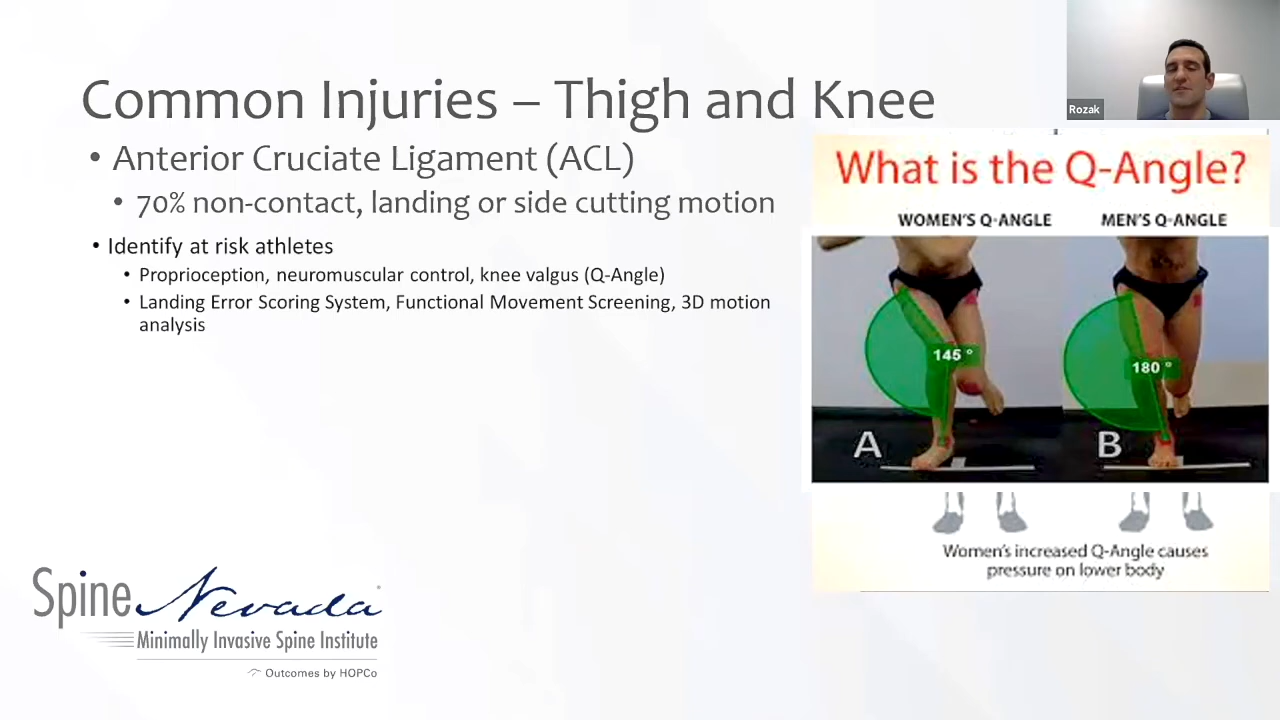 Common Injuries – Thigh and Knee
• Anterior Cruciate Ligament (ACL)
• 70% non-contact, landing or side cutting motion
• Identify at risk athletes
• Proprioception, neuromuscular control, knee valgus (Q-Angle)
• Landing Error Scoring System, Functional Movement Screening, 3D motion
analysis
Rozak
What is the Q-Angle?
WOMEN'S Q-ANGLE MEN'S Q-ANGLE
145 °
180 °
A
B
Women's increased Q-Angle causes
pressure on lower body
Spine Nevada
Minimally Invasive Spine Institute
Outcomes by HOPCo